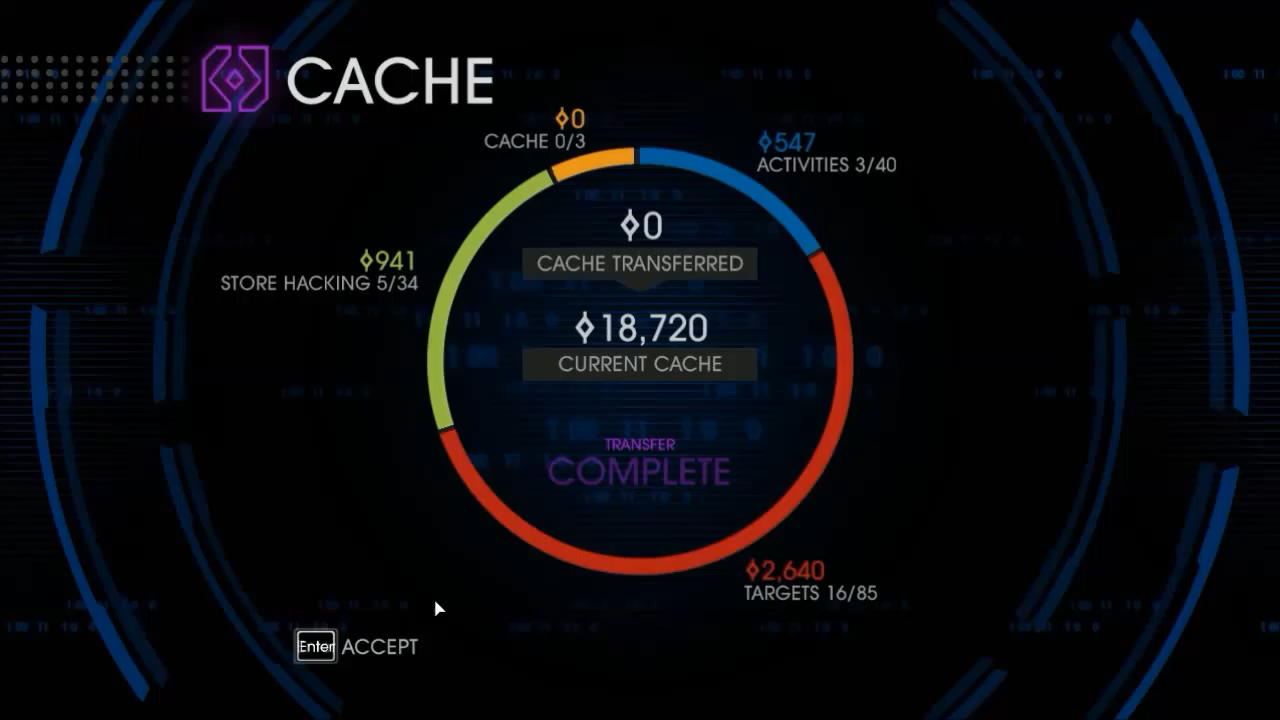 CACHE
0
CACHE 0/3
547
ACTIVITIES 3/40
0
CACHE TRANSFERRED
941
STORE HACKING 5/34
18,720
CURRENT CACHE
TRANSFER
COMPLETE
2,640
TARGETS 16/85
Enter ACCEPT